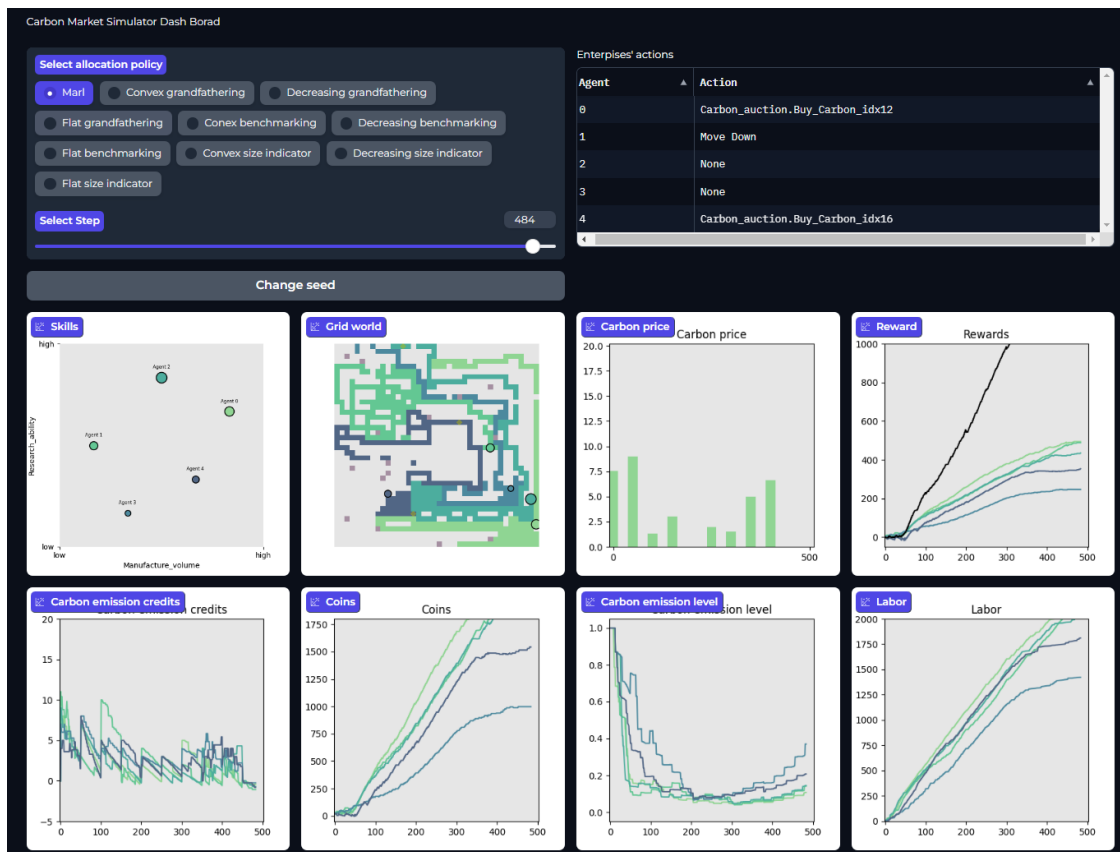 Carbon Market Simulator Dash Borad
Select allocation policy
Marl
Convex grandfathering
Decreasing grandfathering
Flat grandfathering
Conex benchmarking
Decreasing benchmarking
Flat benchmarking
Convex size indicator
Decreasing size indicator
Flat size indicator
Select Step
484
Change seed
Enterpises' actions
Agent
Action
0
Carbon_auction.Buy_Carbon_idx12
1
Move Down
2
None
3
None
4
Carbon_auction.Buy_Carbon_idx16
Skills
high
Agent 2
Agent 0
Agent 1
Agent 4
Agent 3
Research_ability
low
low
high
Manufacture_volume
Grid world
Carbon price
Carbon price
20.0
17.5
15.0
12.5
10.0
7.5
5.0
2.5
0.0
0
500
Reward
Rewards
1000
800
600
400
200
0
0
100
200
300
400
500
Carbon emission credits
credits
20
15
10
5
0
-5
0
100
200
300
400
500
Coins
Coins
1750
1500
1250
1000
750
500
250
0
0
100
200
300
400
500
Carbon emission level
level
1.0
0.8
0.6
0.4
0.2
0.0
0
100
200
300
400
500
Labor
Labor
2000
1750
1500
1250
1000
750
500
250
0
0
100
200
300
400
500